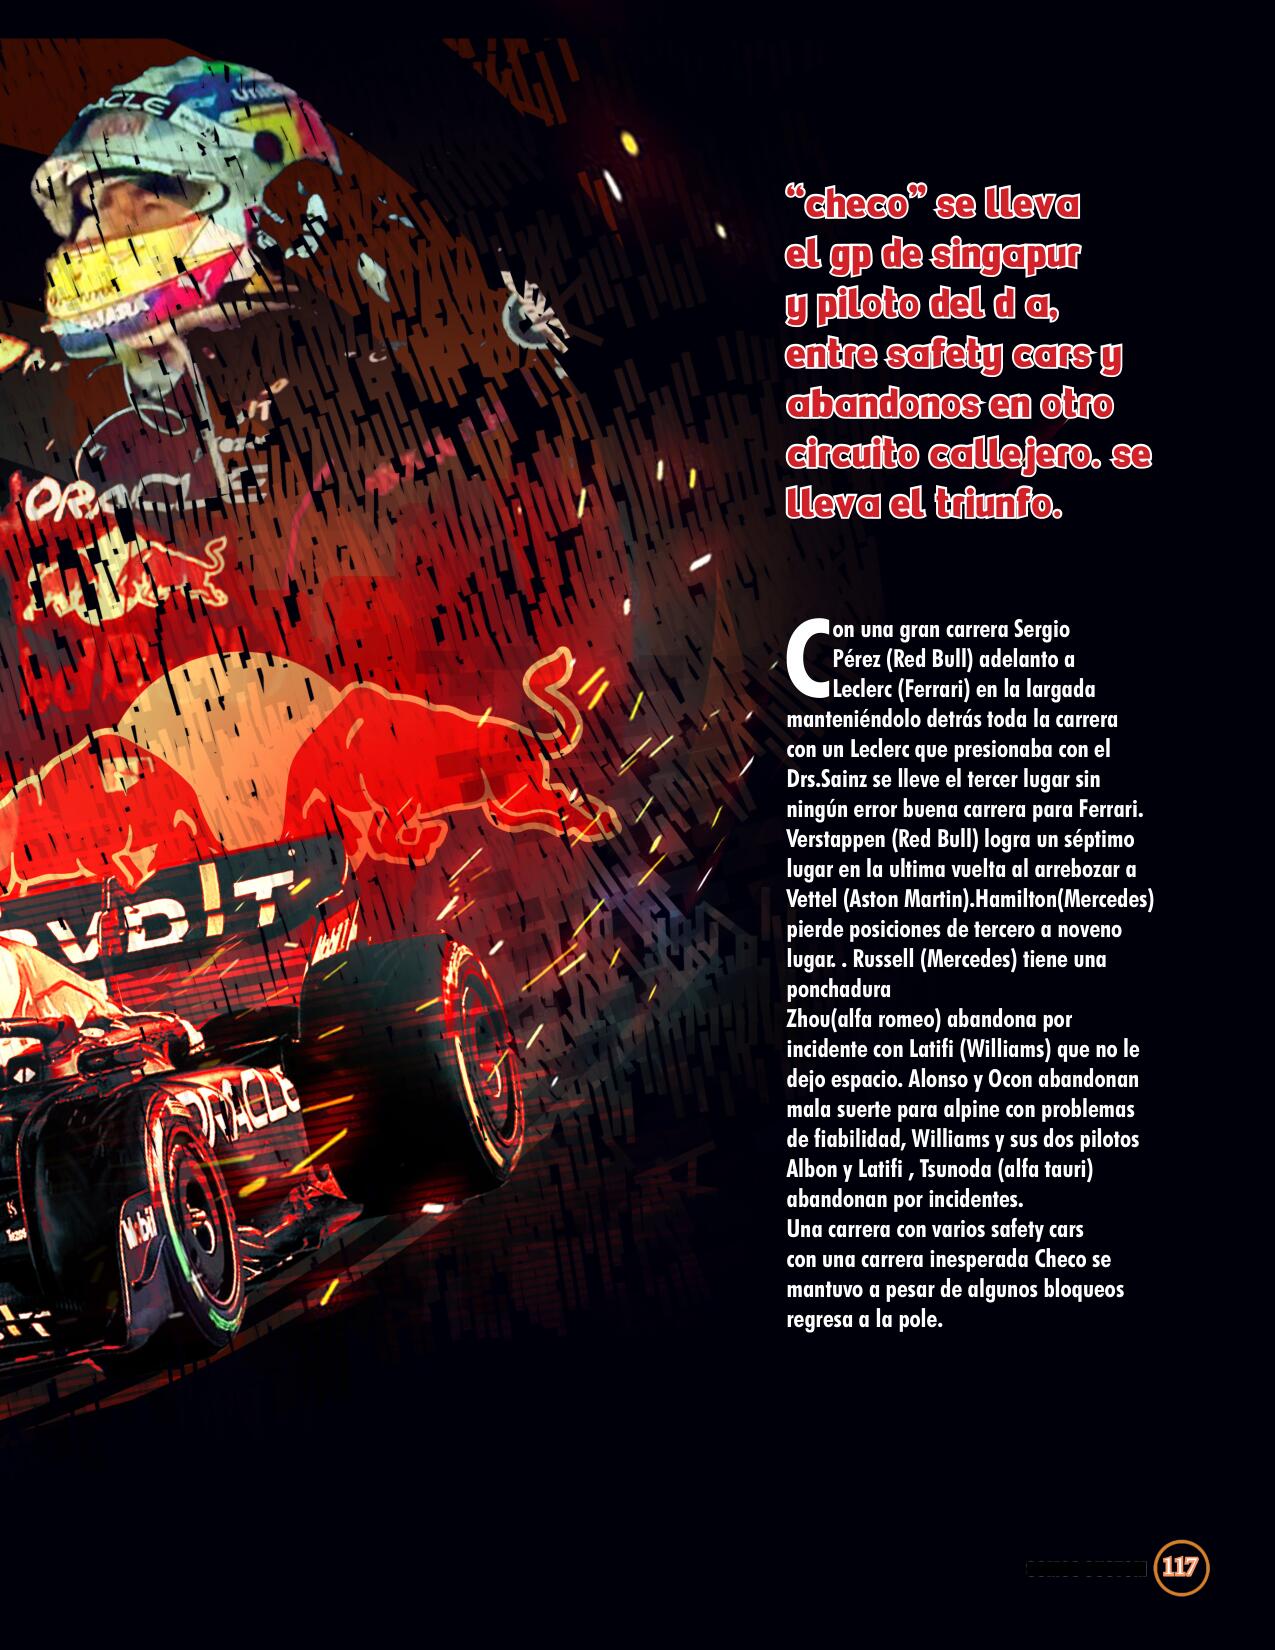 ACLE
ORACLE
“checo” se lleva
el gp de singapur
y piloto del d a,
entre safety cars y
abandonos en otro
circuito callejero. se
lleva el triunfo.
Con una gran carrera Sergio
Pérez (Red Bull) adelanto a
Leclerc (Ferrari) en la largada
manteniéndolo detrás toda la carrera
con un Leclerc que presionaba con el
Drs.Sainz se lleve el tercer lugar sin
ningún error buena carrera para Ferrari.
Verstappen (Red Bull) logra un séptimo
lugar en la ultima vuelta al arrebozar a
Vettel (Aston Martin).Hamilton(Mercedes)
pierde posiciones de tercero a noveno
lugar. . Russell (Mercedes) tiene una
ponchadura
Zhou(alfa romeo) abandona por
incidente con Latifi (Williams) que no le
dejo espacio. Alonso y Ocon abandonan
mala suerte para alpine con problemas
de fiabilidad, Williams y sus dos pilotos
Albon y Latifi , Tsunoda (alfa tauri)
abandonan por incidentes.
Una carrera con varios safety cars
con una carrera inesperada Checo se
mantuvo a pesar de algunos bloqueos
regresa a la pole.
VBIT
Mobil
ORACLE
Mobil
117